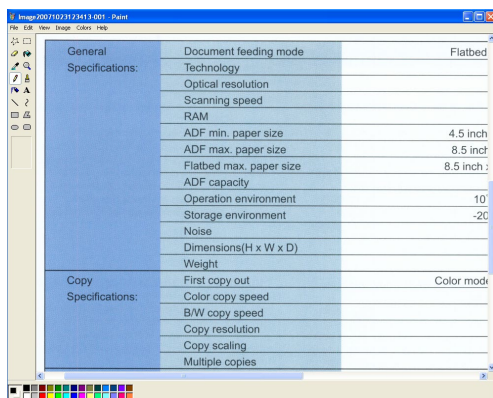 Image20071023123413-001 - Paint
File Edit View Image Colors Help
General Document feeding mode Flatbed
Specifications: Technology
Optical resolution
Scanning speed
RAM
ADF min. paper size 4.5 inch
ADF max. paper size 8.5 inch
Flatbed max. paper size 8.5 inch
ADF capacity
Operation environment 10
Storage environment -20
Noise
Dimensions(H x W x D)
Weight
Copy First copy out Color mode
Specifications: Color copy speed
B/W copy speed
Copy resolution
Copy scaling
Multiple copies